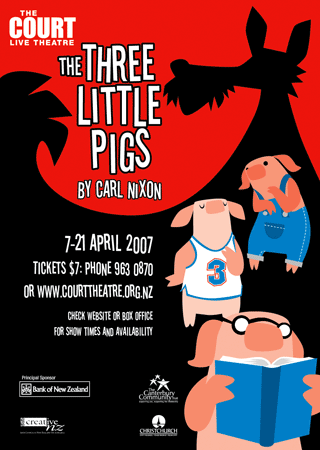 THE
COURT
LIVE THEATRE
THE THREE
LITTLE
PIGS
BY CARL NIXON
7-21 APRIL 2007
TICKETS $7: PHONE 963 0870
OR WWW.COURTTHEATRE.ORG.NZ
CHECK WEBSITE OR BOX OFFICE
FOR SHOW TIMES AND AVAILABILITY
3
Principal Sponsor
Bank of New Zealand
The Canterbury
Community
creative nz
CHRISTCHURCH